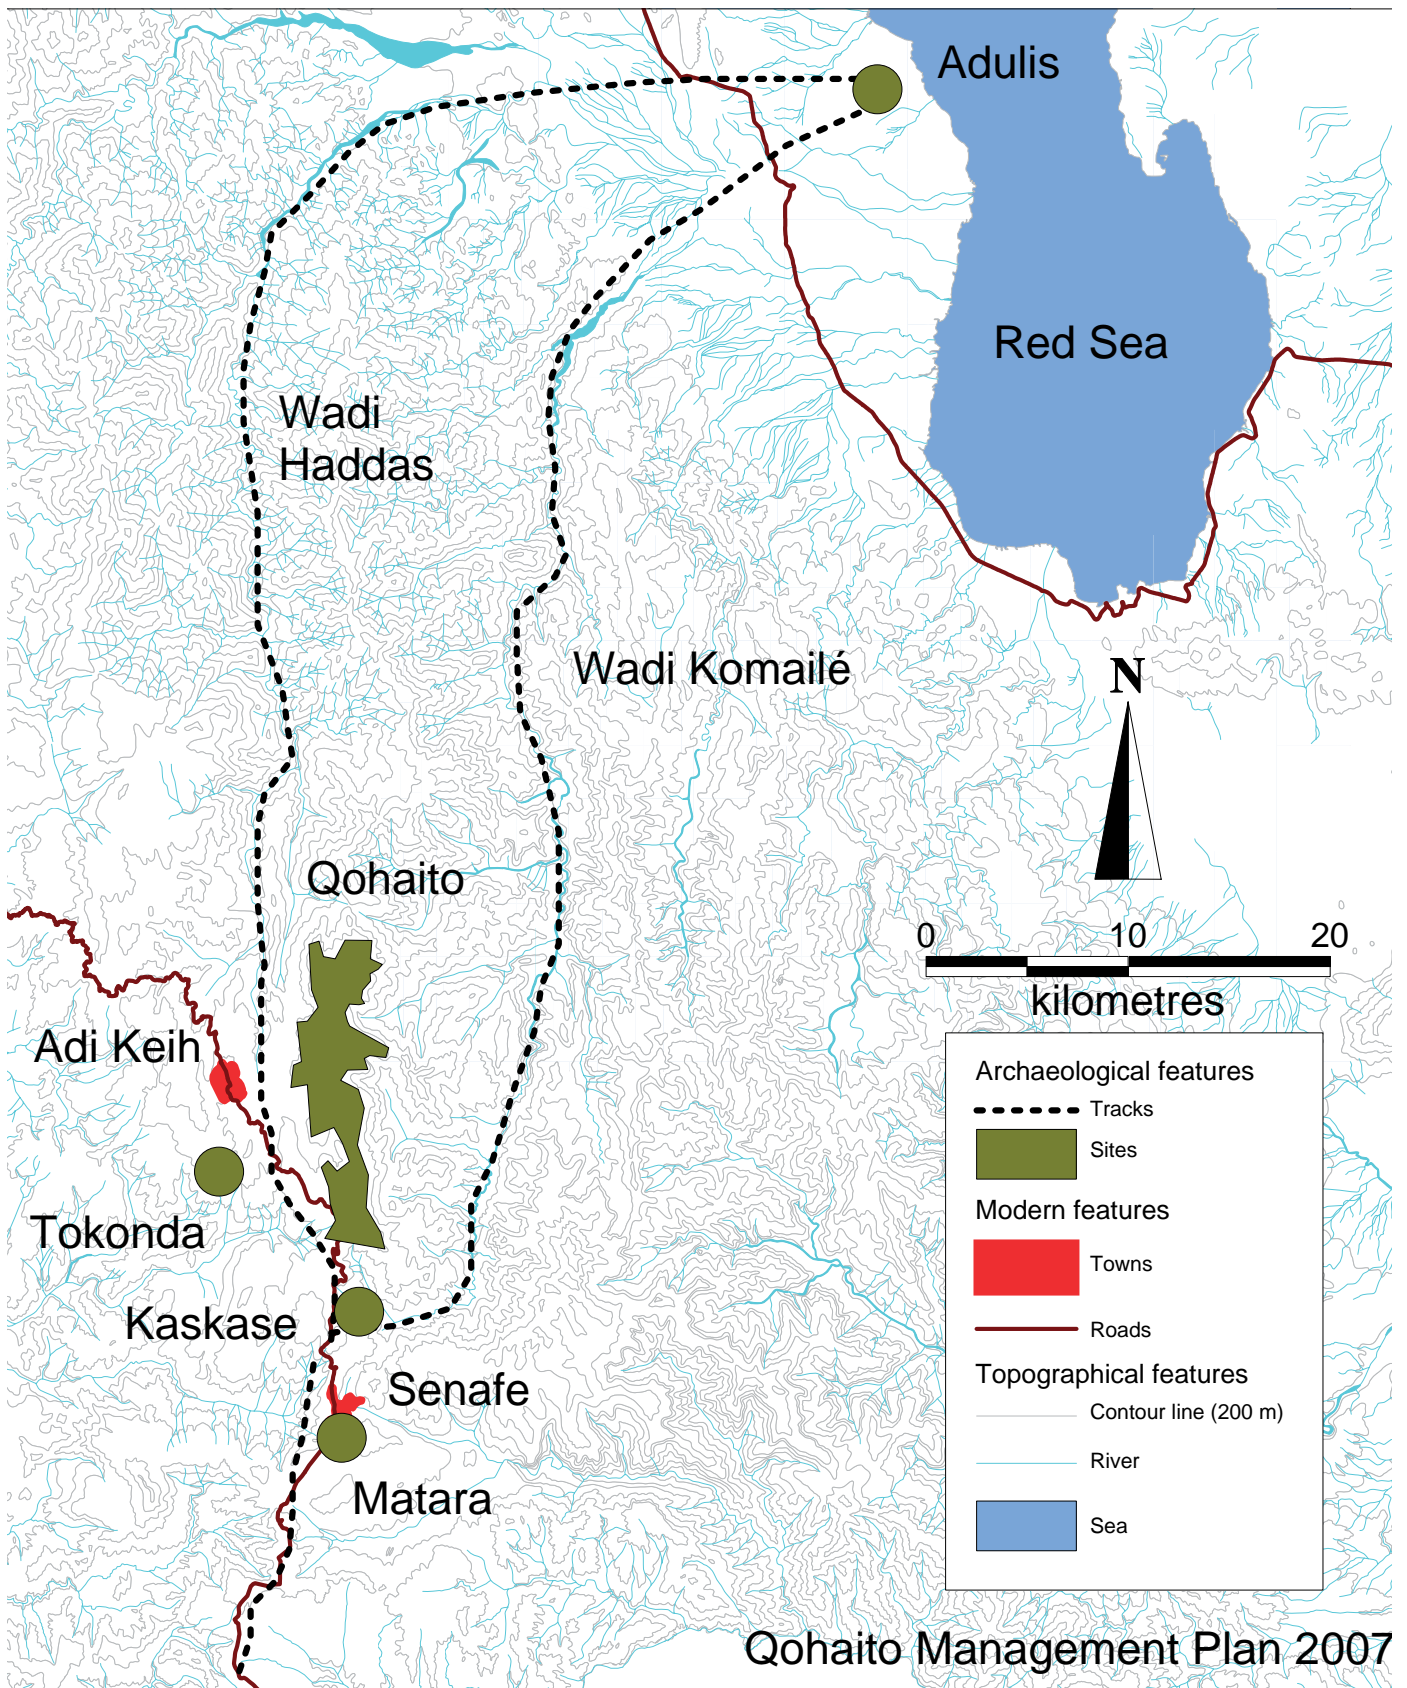 Adulis
Red Sea
Wadi
Haddas
Wadi Komailé
N
Qohaito
0 10 20
kilometres
Adi Keih
Tokonda
Kaskase
Senafe
Matara
Archaeological features
Tracks
Sites
Modern features
Towns
Roads
Topographical features
Contour line (200 m)
River
Sea
Qohaito Management Plan 2007